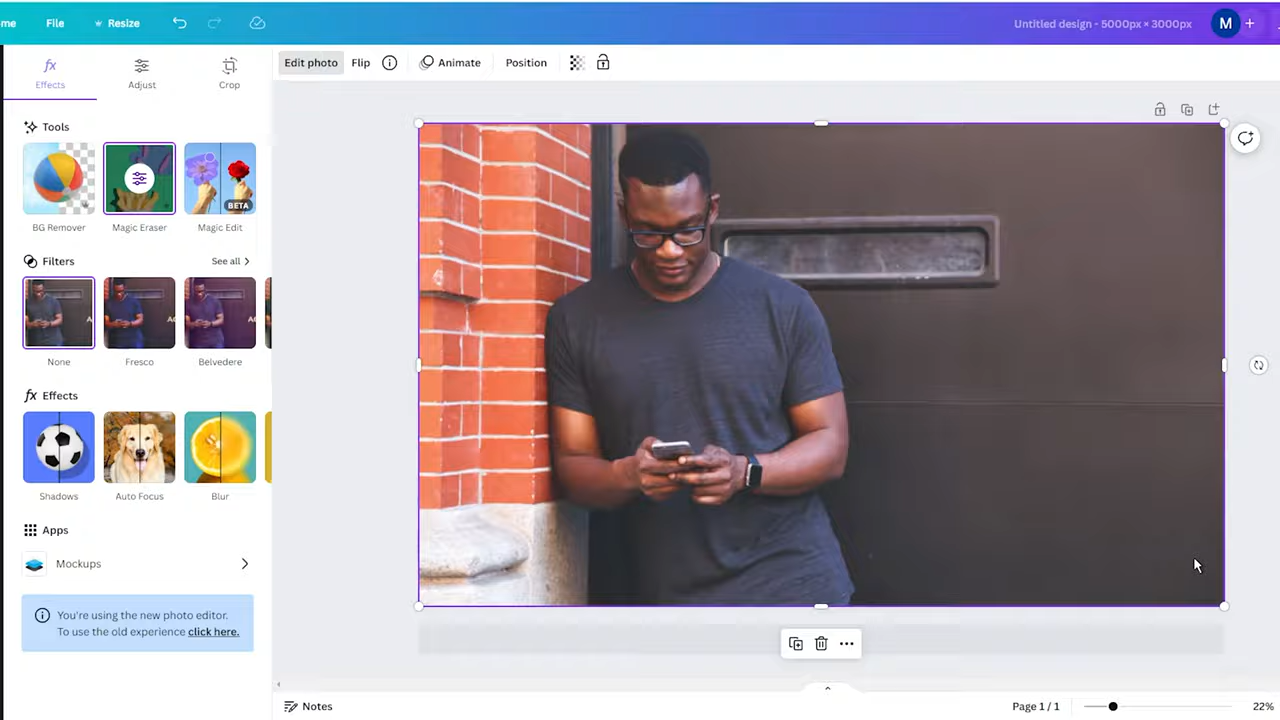 me File Resize Untitled design - 5000px × 3000px M +
Effects Adjust Crop
Edit photo Flip Animate Position
Tools
BETA
BG Remover Magic Eraser Magic Edit
Filters See all
None Fresco Belvedere
fx Effects
Shadows Auto Focus Blur
Apps
Mockups
You're using the new photo editor.
To use the old experience click here.
Notes Page 1 / 1 22%